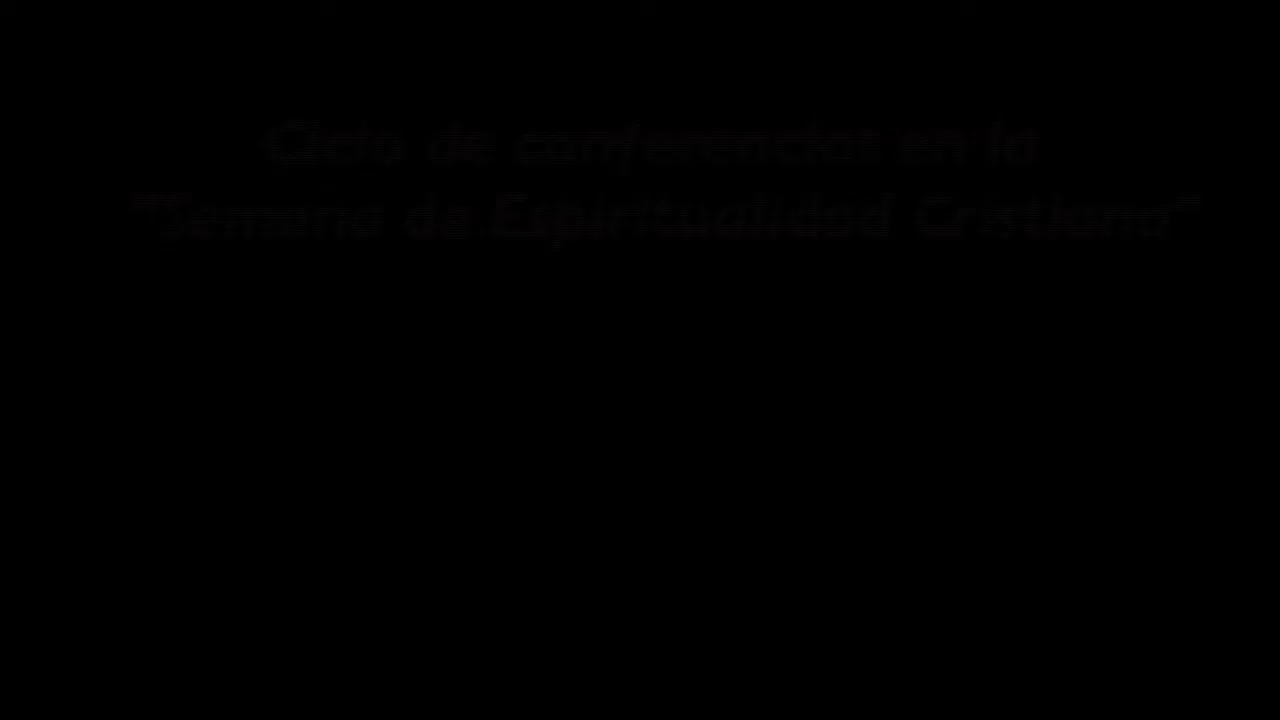 Ciclo de conferencias en la
"Semana de Espiritualidad Cristiana"